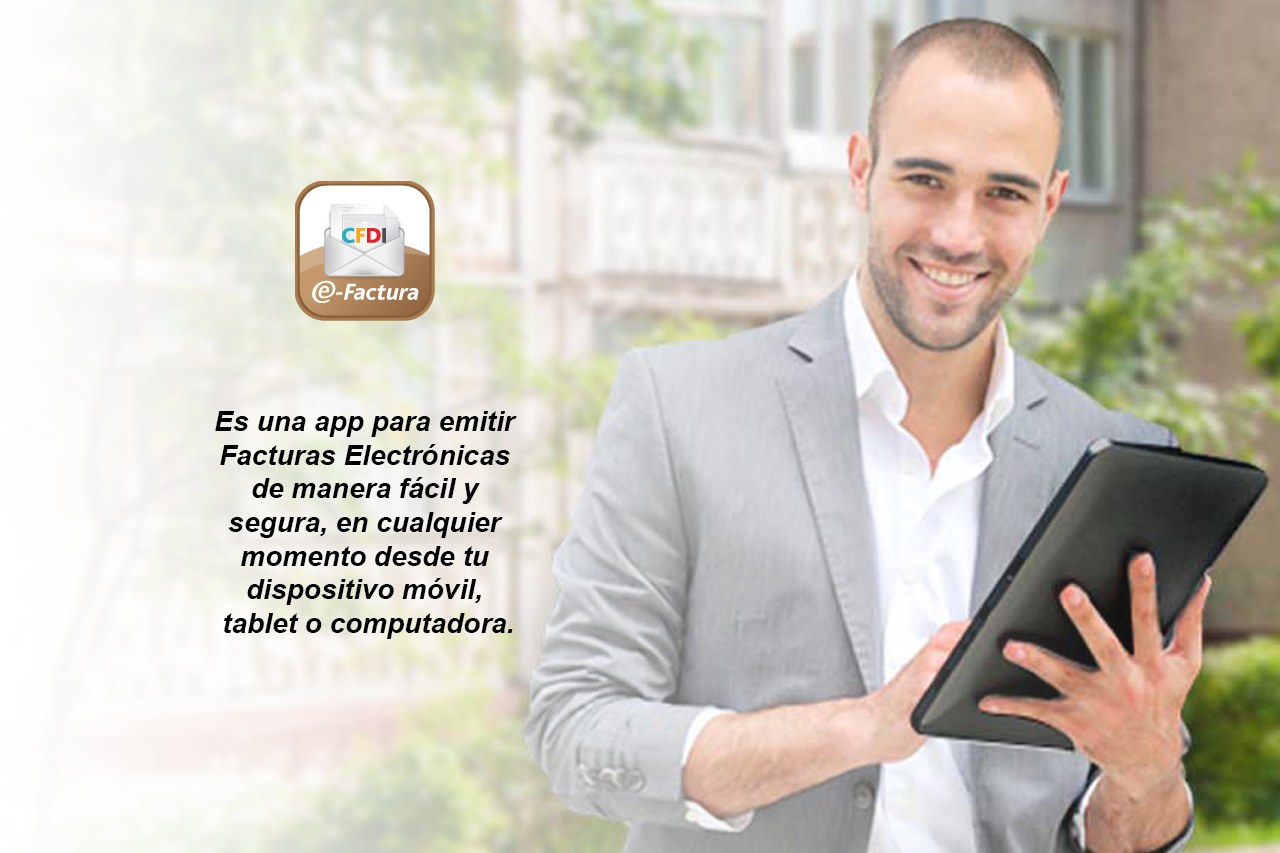 CFDI
@-Factura
Es una app para emitir
Facturas Electrónicas
de manera fácil y
segura, en cualquier
momento desde tu
dispositivo móvil,
tablet o computadora.